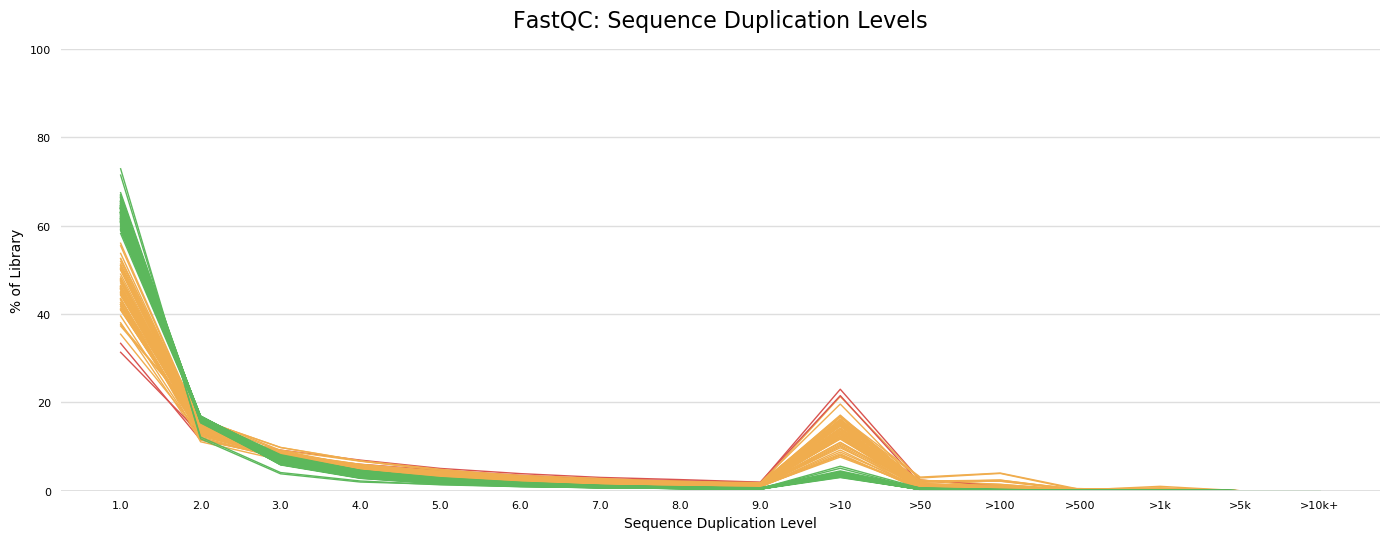 FastQC: Sequence Duplication Levels
100
80
60
40
20
0
% of Library
1.0 2.0 3.0 4.0 5.0 6.0 7.0 8.0 9.0 >10 >50 >100 >500 >1k >5k >10k+
Sequence Duplication Level